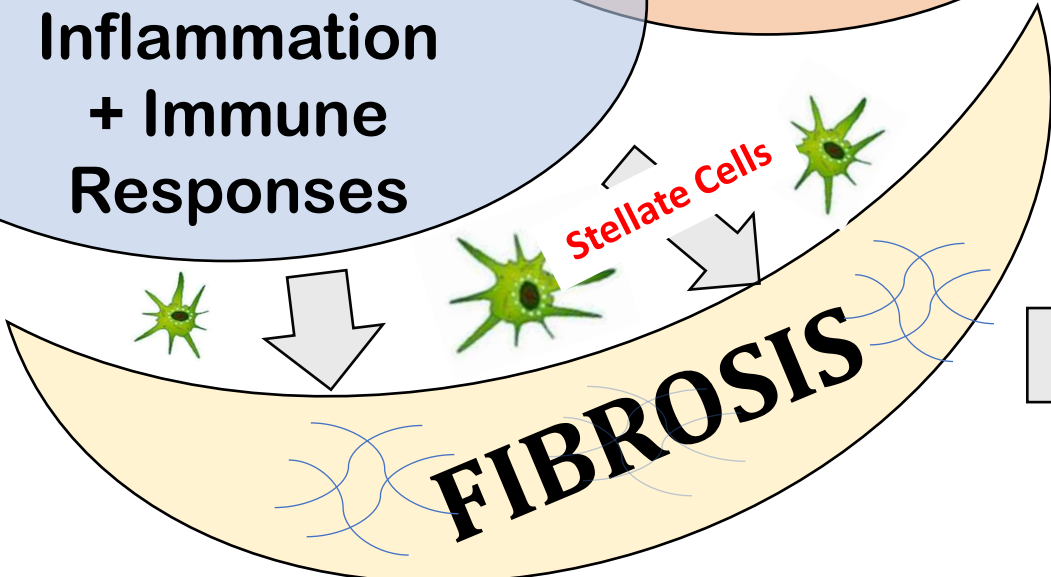 Inflammation
+ Immune
Responses
Stellate Cells
FIBROSIS